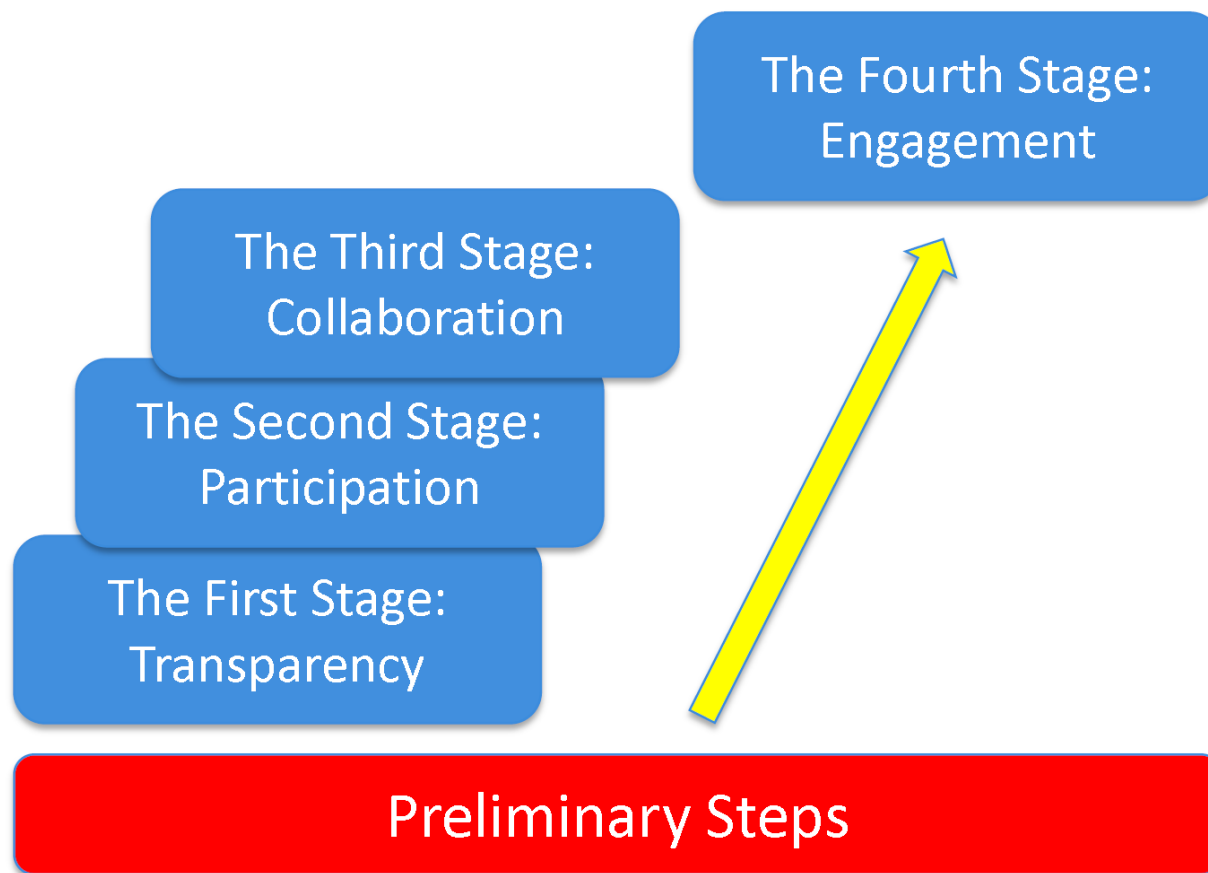 The Fourth Stage:
Engagement
The Third Stage:
Collaboration
The Second Stage:
Participation
The First Stage:
Transparency
Preliminary Steps